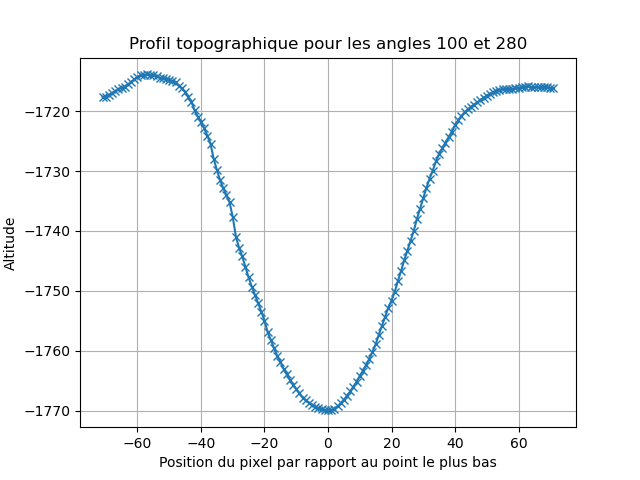 Profil topographique pour les angles 100 et 280
Altitude
−1720
−1730
−1740
−1750
−1760
−1770
−60 −40 −20 0 20 40 60
Position du pixel par rapport au point le plus bas